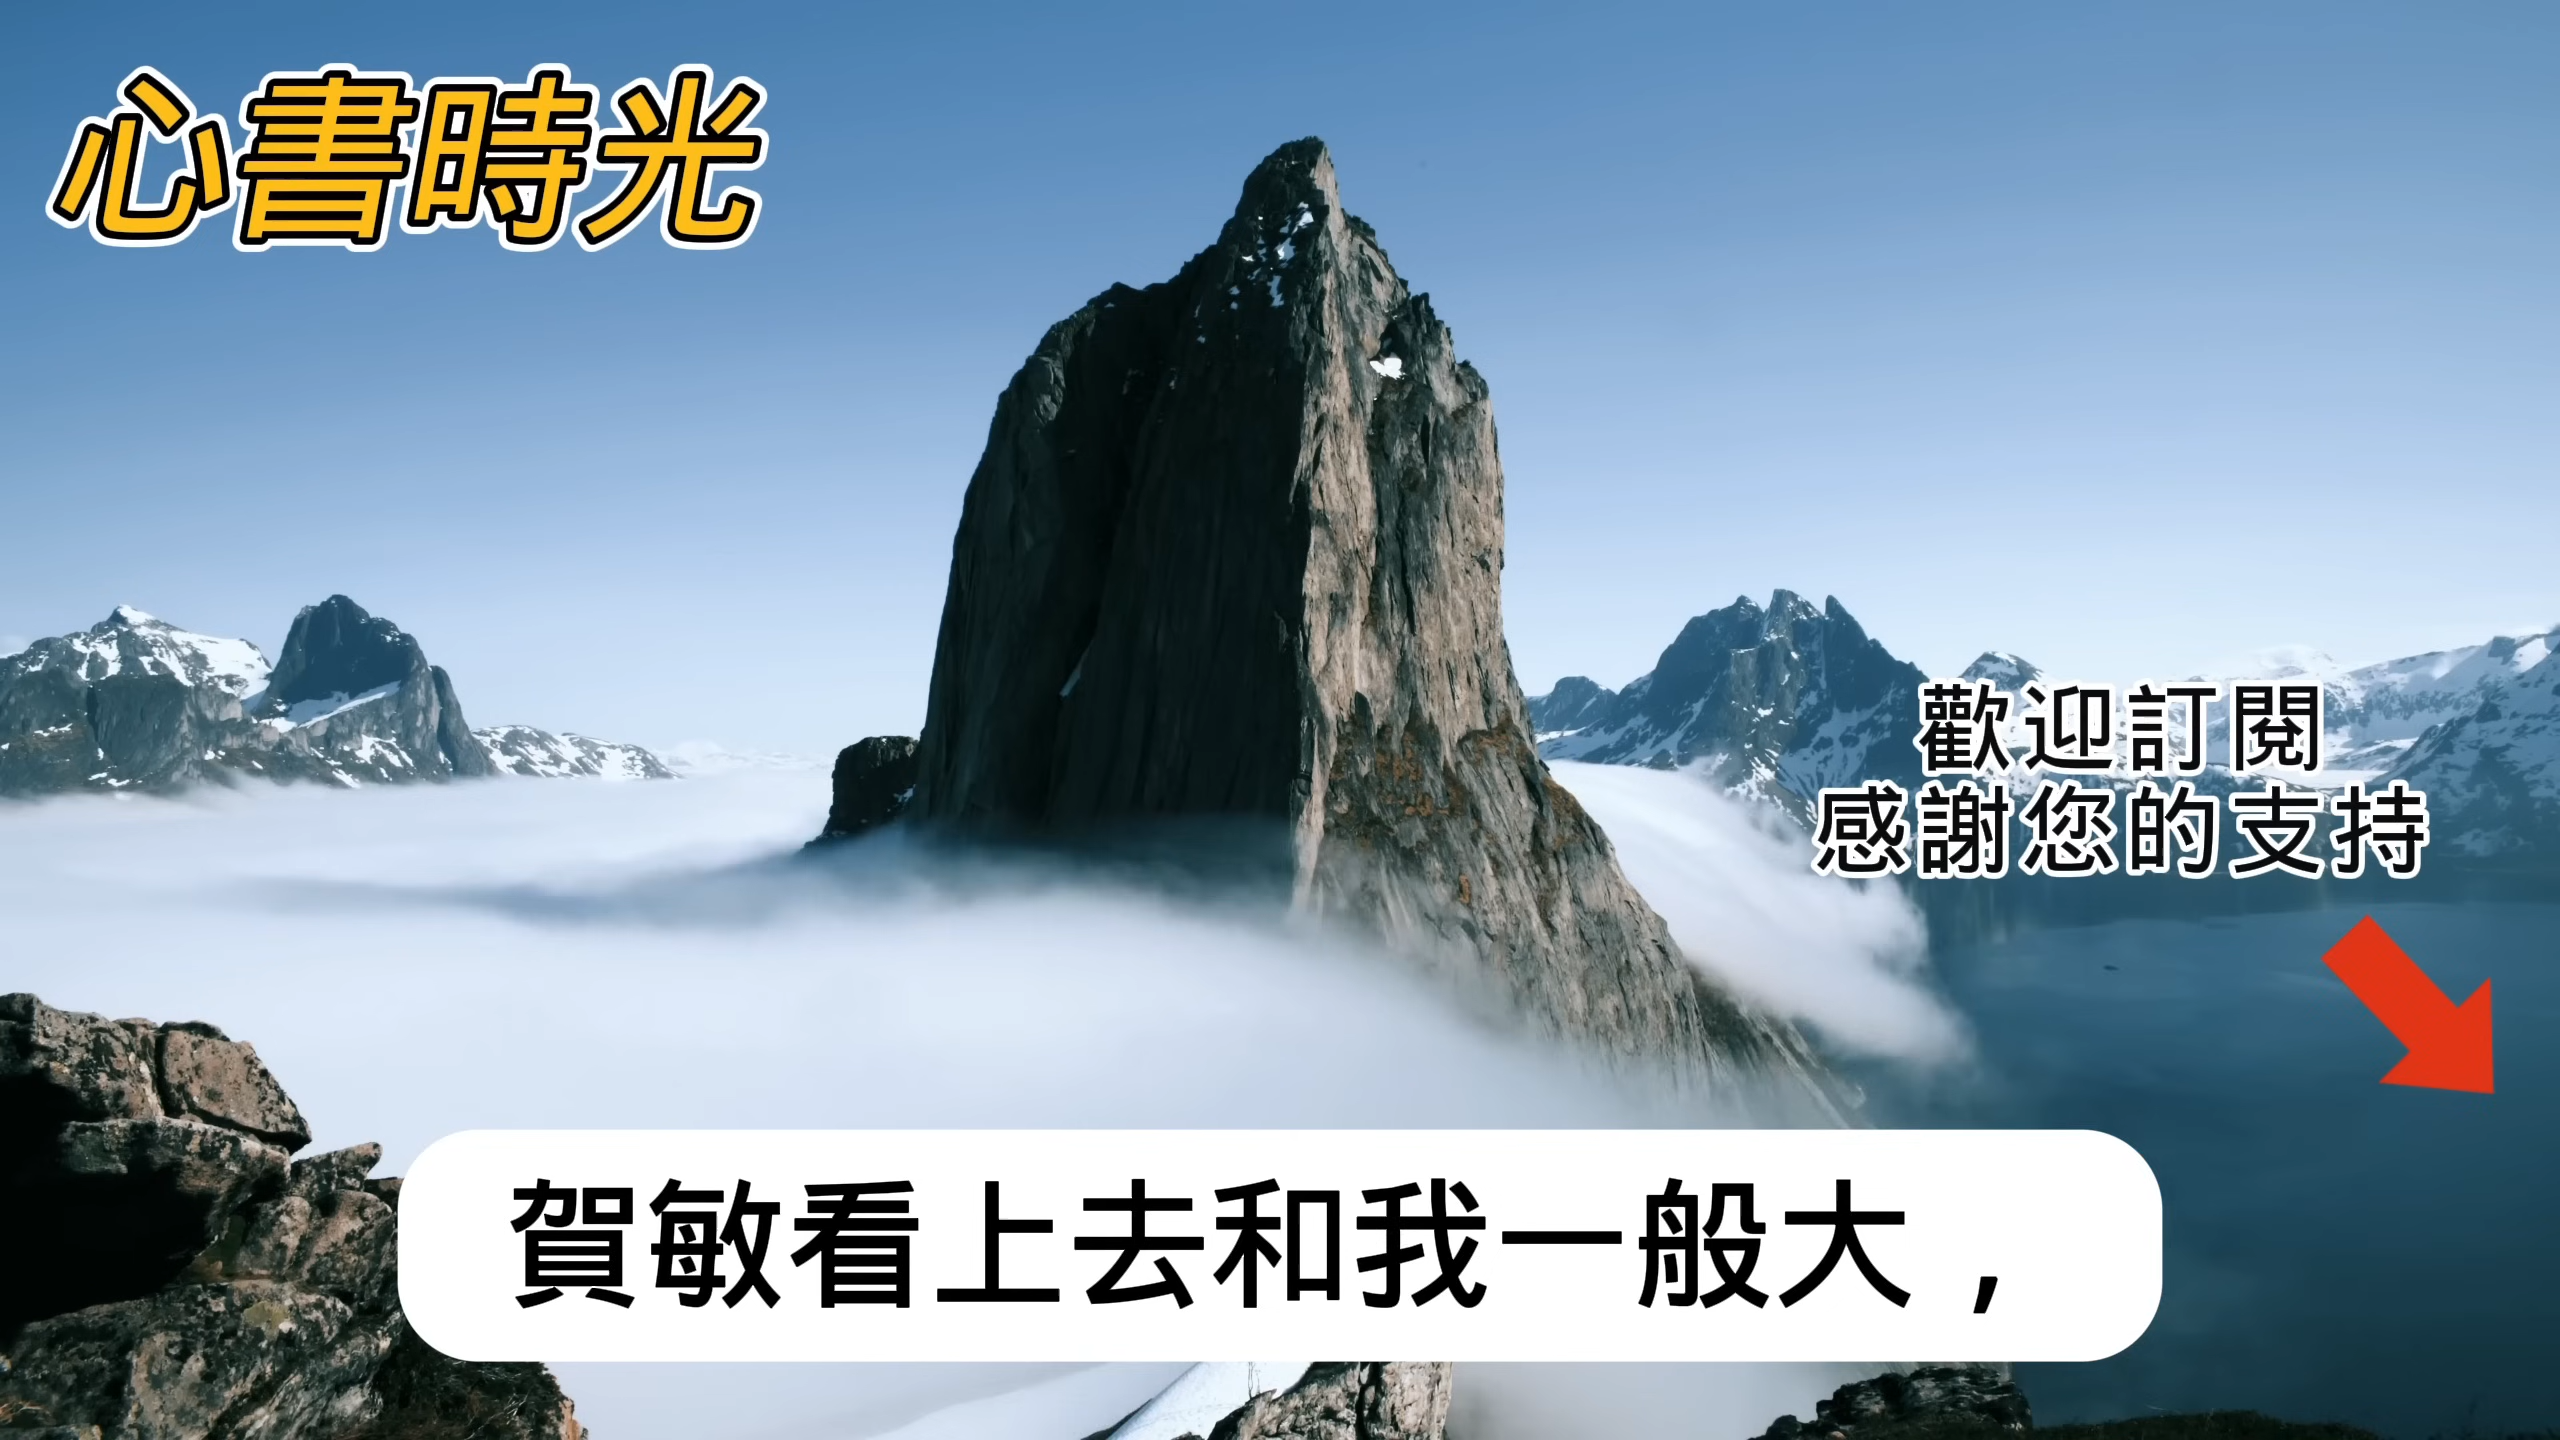 心書時光
歡迎訂閱
感謝您的支持
賀敏看上去和我一般大，